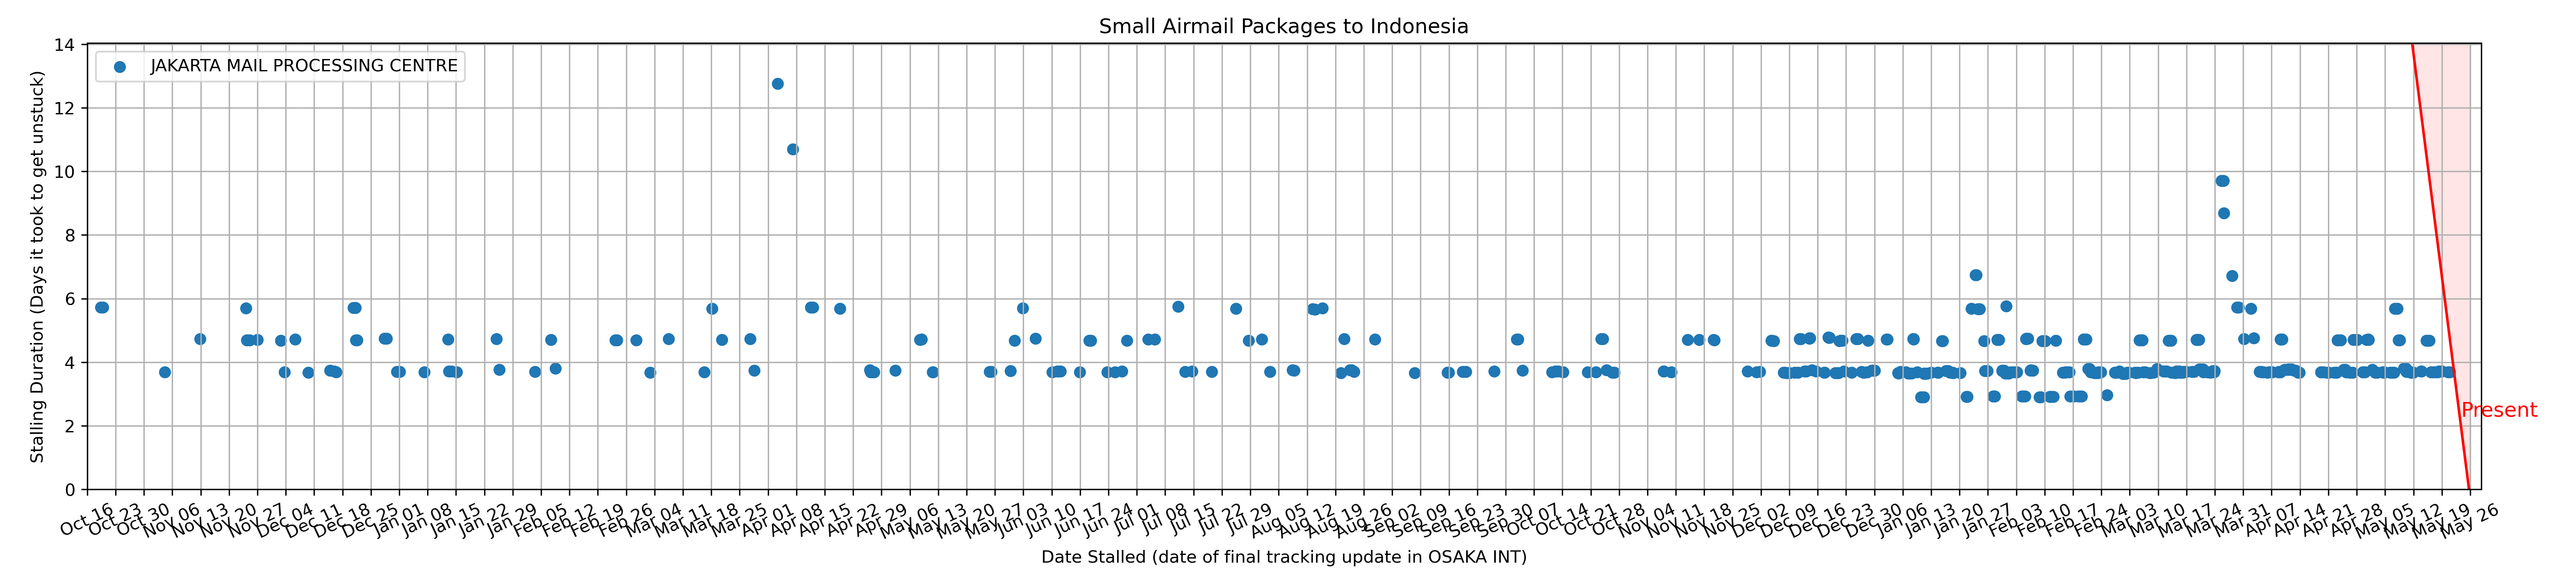 Small Airmail Packages to Indonesia
JAKARTA MAIL PROCESSING CENTRE
Stalling Duration (Days it took to get unstuck)
14
12
10
8
6
4
2
0
Present
Oct 16
Oct 23
Oct 30
Nov 06
Nov 13
Nov 20
Nov 27
Dec 04
Dec 11
Dec 18
Dec 25
Jan 01
Jan 08
Jan 15
Jan 22
Jan 29
Feb 05
Feb 12
Feb 19
Feb 26
Mar 04
Mar 11
Mar 18
Mar 25
Apr 01
Apr 08
Apr 15
Apr 22
Apr 29
May 06
May 13
May 20
May 27
Jun 03
Jun 10
Jun 17
Jun 24
Jul 01
Jul 08
Jul 15
Jul 22
Jul 29
Aug 05
Aug 12
Aug 19
Aug 26
Sep 02
Sep 09
Sep 16
Sep 23
Sep 30
Oct 07
Oct 14
Oct 21
Oct 28
Nov 04
Nov 11
Nov 18
Nov 25
Dec 02
Dec 09
Dec 16
Dec 23
Dec 30
Jan 06
Jan 13
Jan 20
Jan 27
Feb 03
Feb 10
Feb 17
Feb 24
Mar 03
Mar 10
Mar 17
Mar 24
Mar 31
Apr 07
Apr 14
Apr 21
Apr 28
May 05
May 12
May 19
May 26
Date Stalled (date of final tracking update in OSAKA INT)